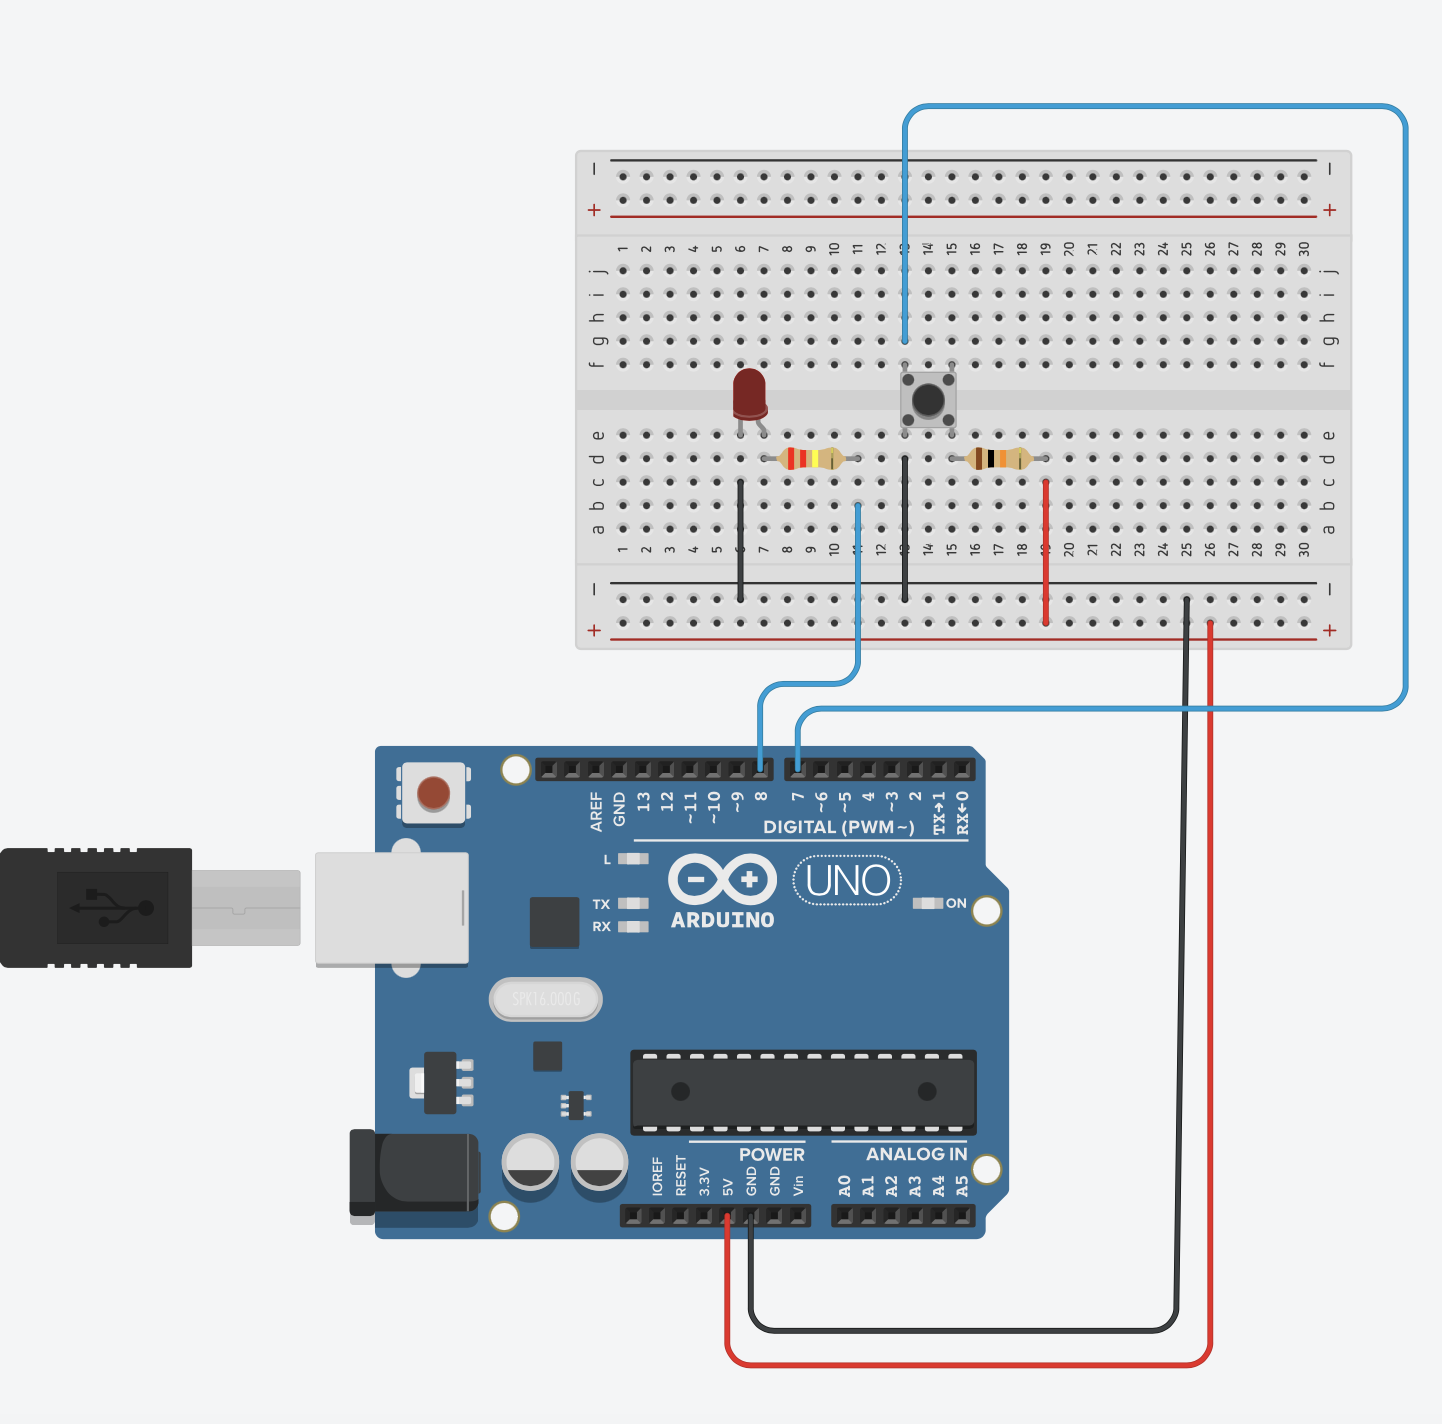 − −
+ +
1 2 3 4 5 6 7 8 9 10 11 12 13 14 15 16 17 18 19 20 21 22 23 24 25 26 27 28 29 30
j j
i i
h h
g g
f f
e e
d d
c c
b b
a a
1 2 3 4 5 6 7 8 9 10 11 12 13 14 15 16 17 18 19 20 21 22 23 24 25 26 27 28 29 30
− −
+ +
AREF GND 13 12 ~11 ~10 ~9 8 7 ~6 ~5 4 ~3 2 TX→1 RX←0
DIGITAL (PWM~)
L
TX
RX
UNO
ARDUINO
ON
SPK16.000G
POWER
ANALOG IN
IOREF RESET 3.3V 5V GND GND Vin A0 A1 A2 A3 A4 A5